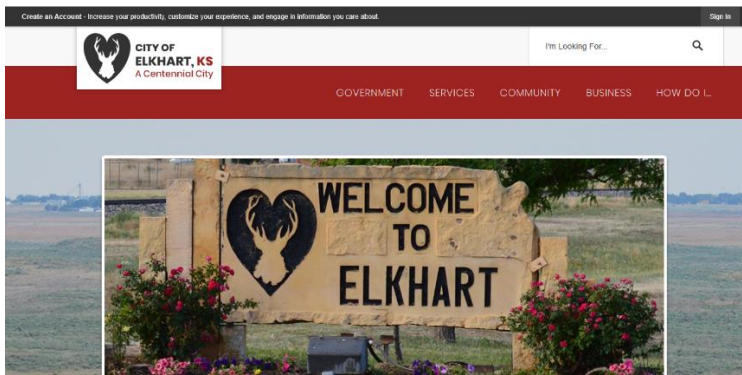 Create an Account - Increase your productivity, customize your experience, and engage in information you care about.
Sign In
CITY OF
ELKHART, KS
A Centennial City
I'm Looking For...
GOVERNMENT SERVICES COMMUNITY BUSINESS HOW DO I...
WELCOME
TO
ELKHART